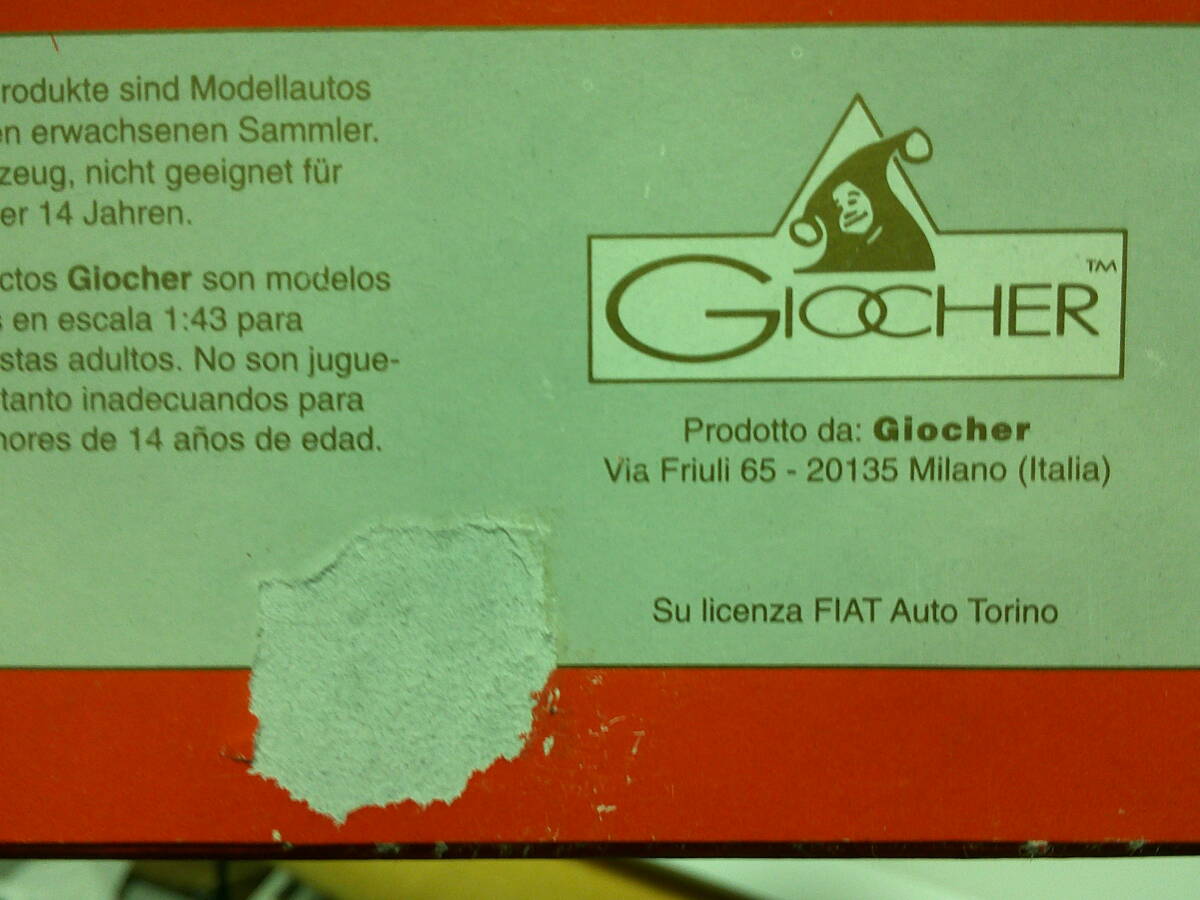 rodukte sind Modellautos
en erwachsenen Sammler.
zeug, nicht geeignet für
er 14 Jahren.
ctos Giocher son modelos
s en escala 1:43 para
stas adultos. No son jugue-
tanto inadecuandos para
nores de 14 años de edad.
GIOCHER™
Prodotto da: Giocher
Via Friuli 65 - 20135 Milano (Italia)
Su licenza FIAT Auto Torino